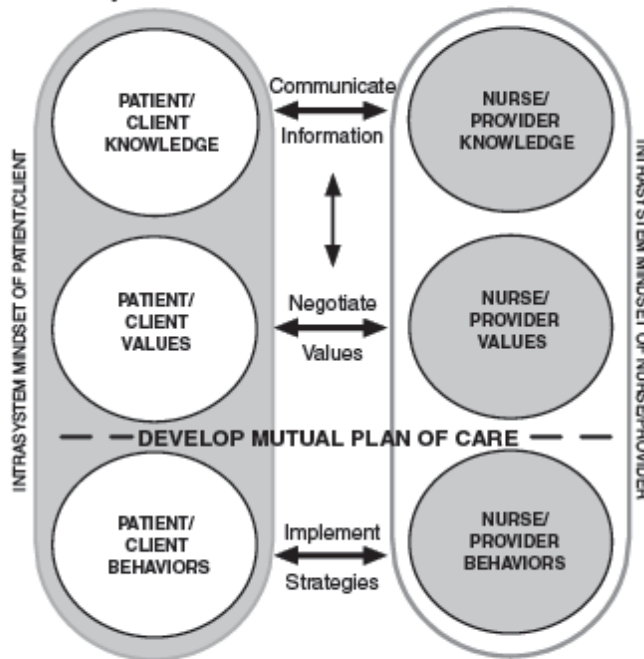 INTRASYSTEM MINDSET OF PATIENT/CLIENT
PATIENT/
CLIENT
KNOWLEDGE
Communicate
Information
NURSE/
PROVIDER
KNOWLEDGE
PATIENT/
CLIENT
VALUES
Negotiate
Values
NURSE/
PROVIDER
VALUES
DEVELOP MUTUAL PLAN OF CARE
PATIENT/
CLIENT
BEHAVIORS
Implement
Strategies
NURSE/
PROVIDER
BEHAVIORS
INTRASYSTEM MINDSET OF NURSE/PROVIDER